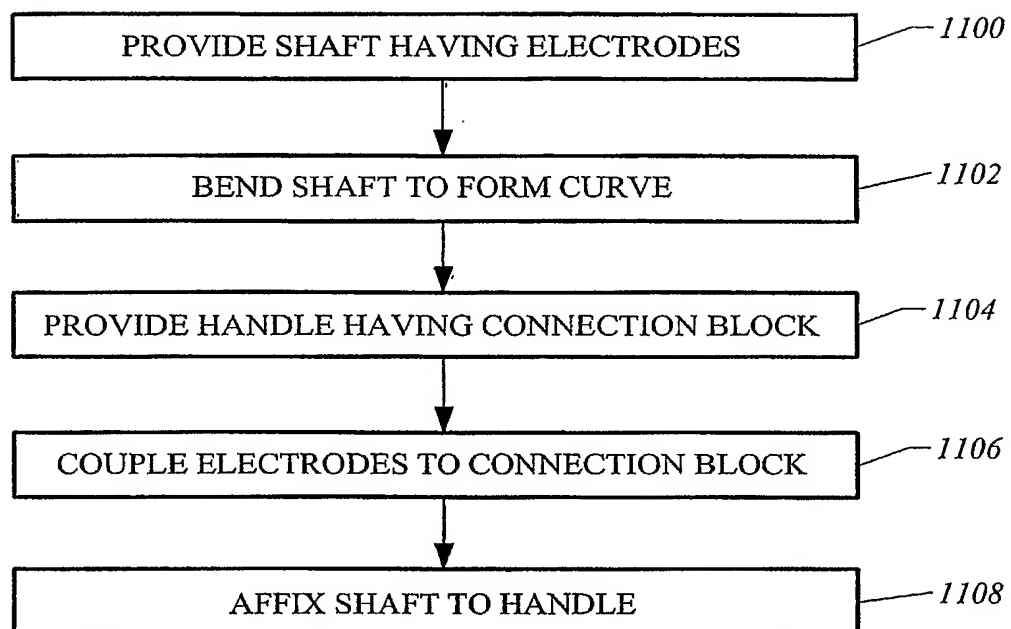 PROVIDE SHAFT HAVING ELECTRODES
1100
BEND SHAFT TO FORM CURVE
1102
PROVIDE HANDLE HAVING CONNECTION BLOCK
1104
COUPLE ELECTRODES TO CONNECTION BLOCK
1106
AFFIX SHAFT TO HANDLE
1108